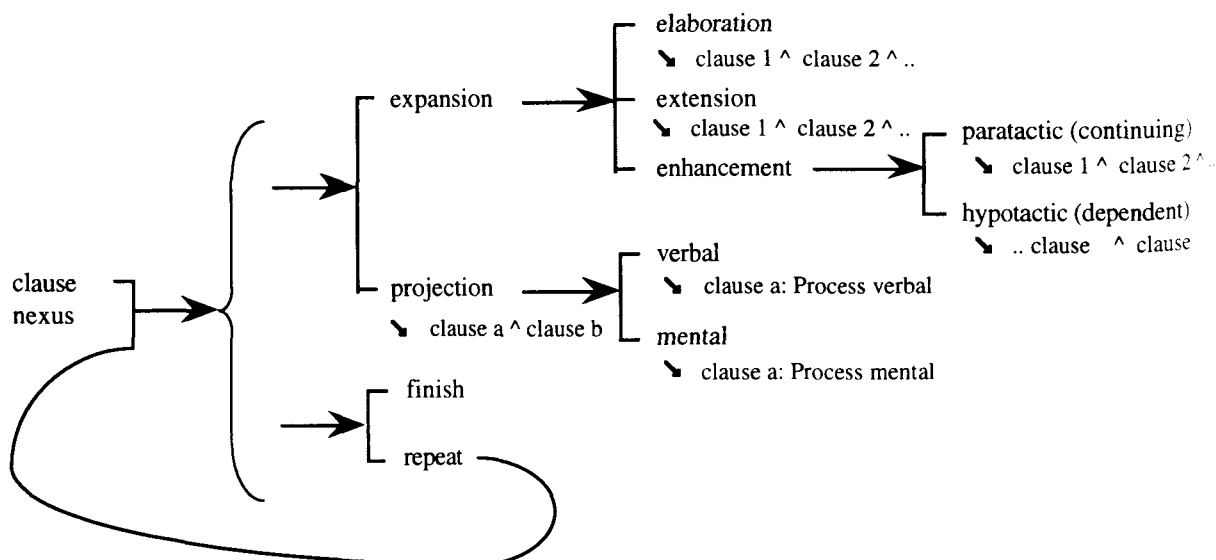 elaboration
↘ clause 1 ^ clause 2 ^ ..
expansion
extension
↘ clause 1 ^ clause 2 ^ ..
paratactic (continuing)
enhancement
↘ clause 1 ^ clause 2 ^ ..
hypotactic (dependent)
↘ .. clause ^ clause
verbal
clause
nexus
projection
↘ clause a: Process verbal
↘ clause a ^ clause b
mental
↘ clause a: Process mental
finish
repeat